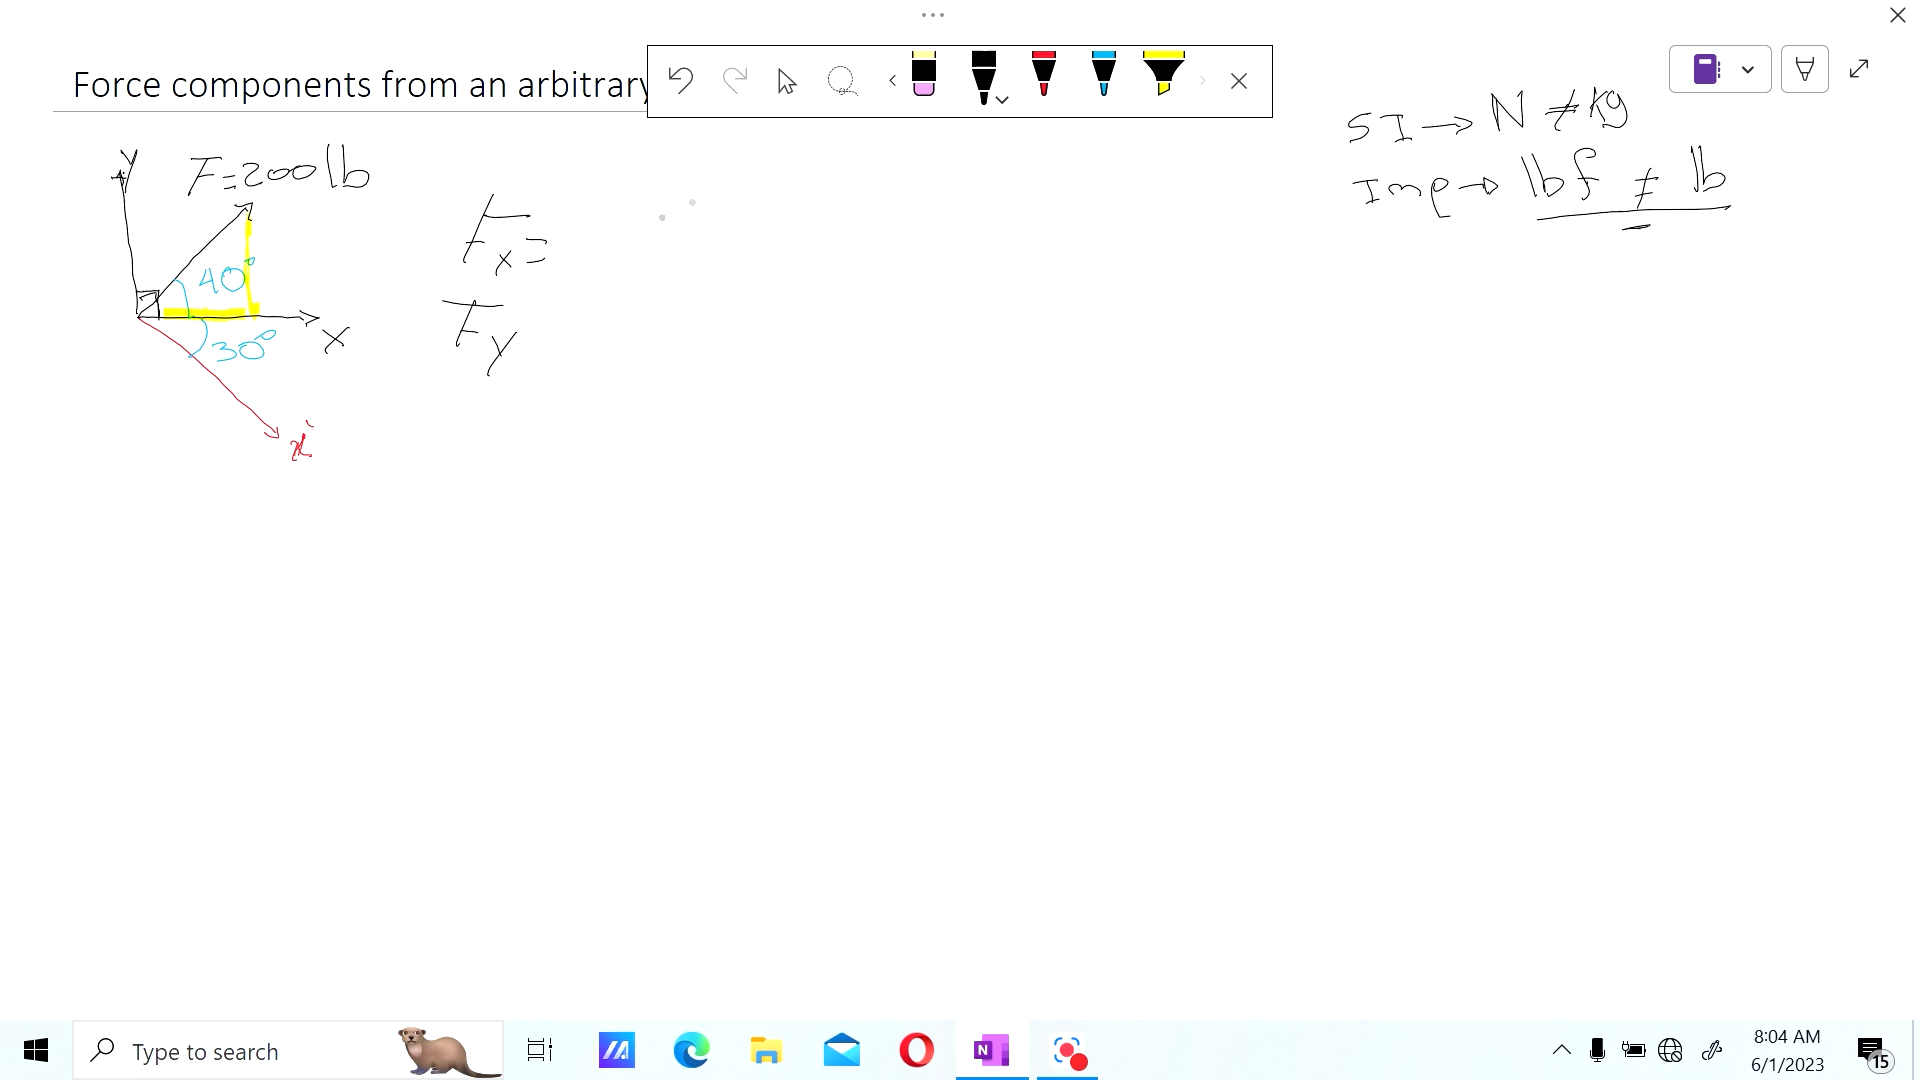 Force components from an arbitrary
SI → N ≠ kg
Imp → lbf ≠ lb
y
F=200lb
40°
x
30°
Fx=
Fy
Type to search
8:04 AM
6/1/2023
15